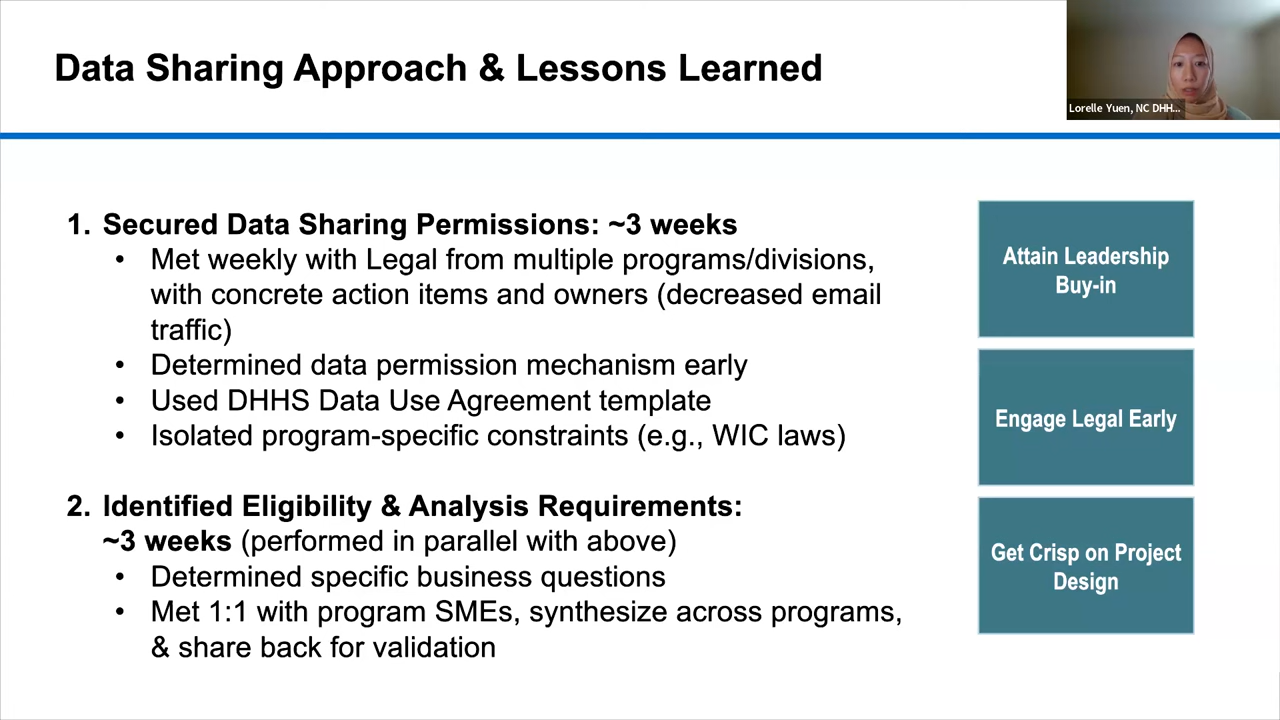 Data Sharing Approach & Lessons Learned
Lorelle Yuen, NC DHH...
1. Secured Data Sharing Permissions: ~3 weeks
• Met weekly with Legal from multiple programs/divisions,
with concrete action items and owners (decreased email
traffic)
• Determined data permission mechanism early
• Used DHHS Data Use Agreement template
• Isolated program-specific constraints (e.g., WIC laws)
2. Identified Eligibility & Analysis Requirements:
~3 weeks (performed in parallel with above)
• Determined specific business questions
• Met 1:1 with program SMEs, synthesize across programs,
& share back for validation
Attain Leadership
Buy-in
Engage Legal Early
Get Crisp on Project
Design